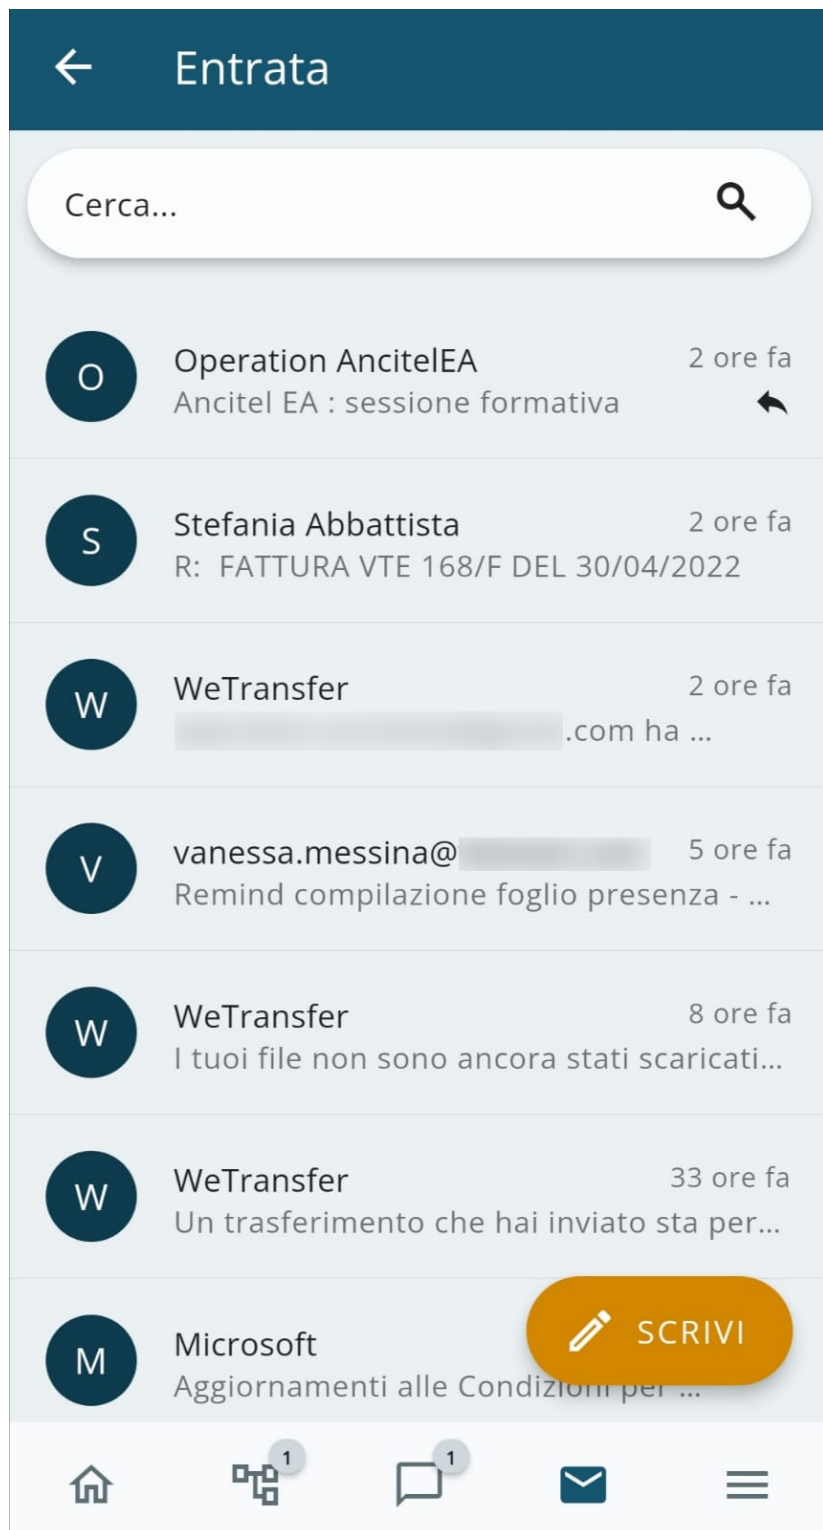 Entrata
Cerca...
O
Operation AncitelEA
2 ore fa
Ancitel EA : sessione formativa
S
Stefania Abbattista
2 ore fa
R:  FATTURA VTE 168/F DEL 30/04/2022
W
WeTransfer
2 ore fa
.com ha ...
V
vanessa.messina@
5 ore fa
Remind compilazione foglio presenza - ...
W
WeTransfer
8 ore fa
I tuoi file non sono ancora stati scaricati...
W
WeTransfer
33 ore fa
Un trasferimento che hai inviato sta per...
M
Microsoft
Aggiornamenti alle Condizioni per ...
SCRIVI
1
1